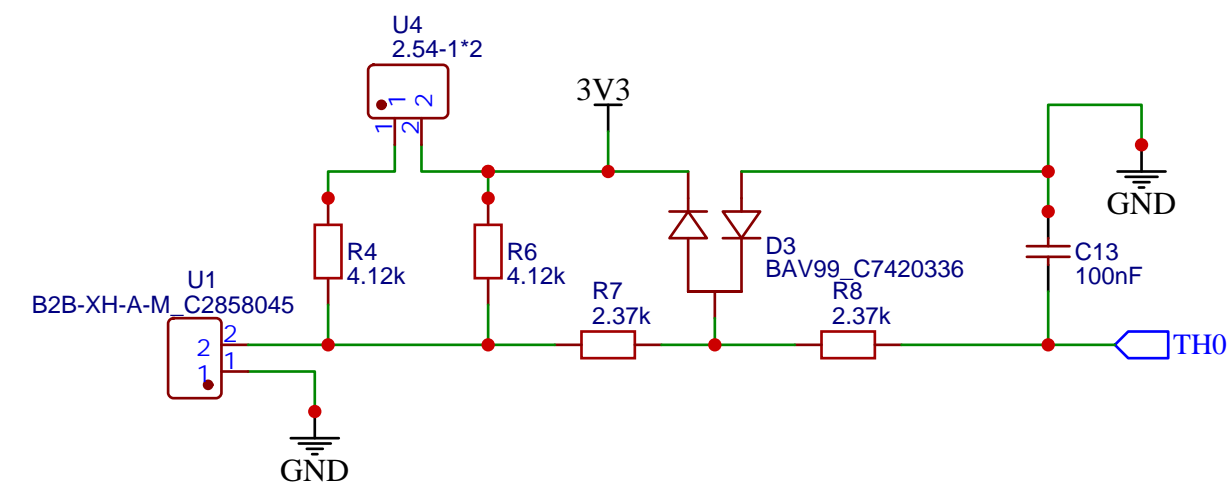 U4
2.54-1*2
1
2
1
2
3V3
GND
R4
4.12k
R6
4.12k
D3
BAV99_C7420336
C13
100nF
U1
B2B-XH-A-M_C2858045
R7
2.37k
R8
2.37k
2
2
1
1
TH0
GND